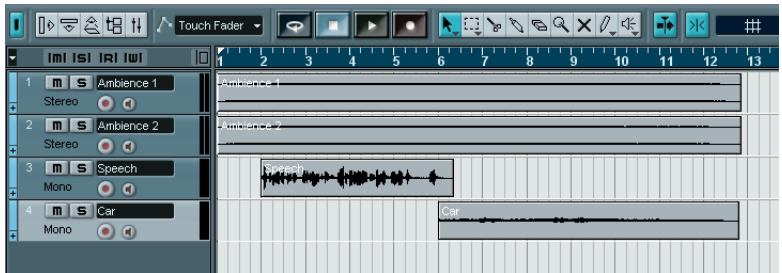 Touch Fader
|m| |S| |R| |W|
1 2 3 4 5 6 7 8 9 10 11 12 13
1 m S Ambience 1
Stereo
Ambience 1
2 m S Ambience 2
Stereo
Ambience 2
3 m S Speech
Mono
Speech
4 m S Car
Mono
Car